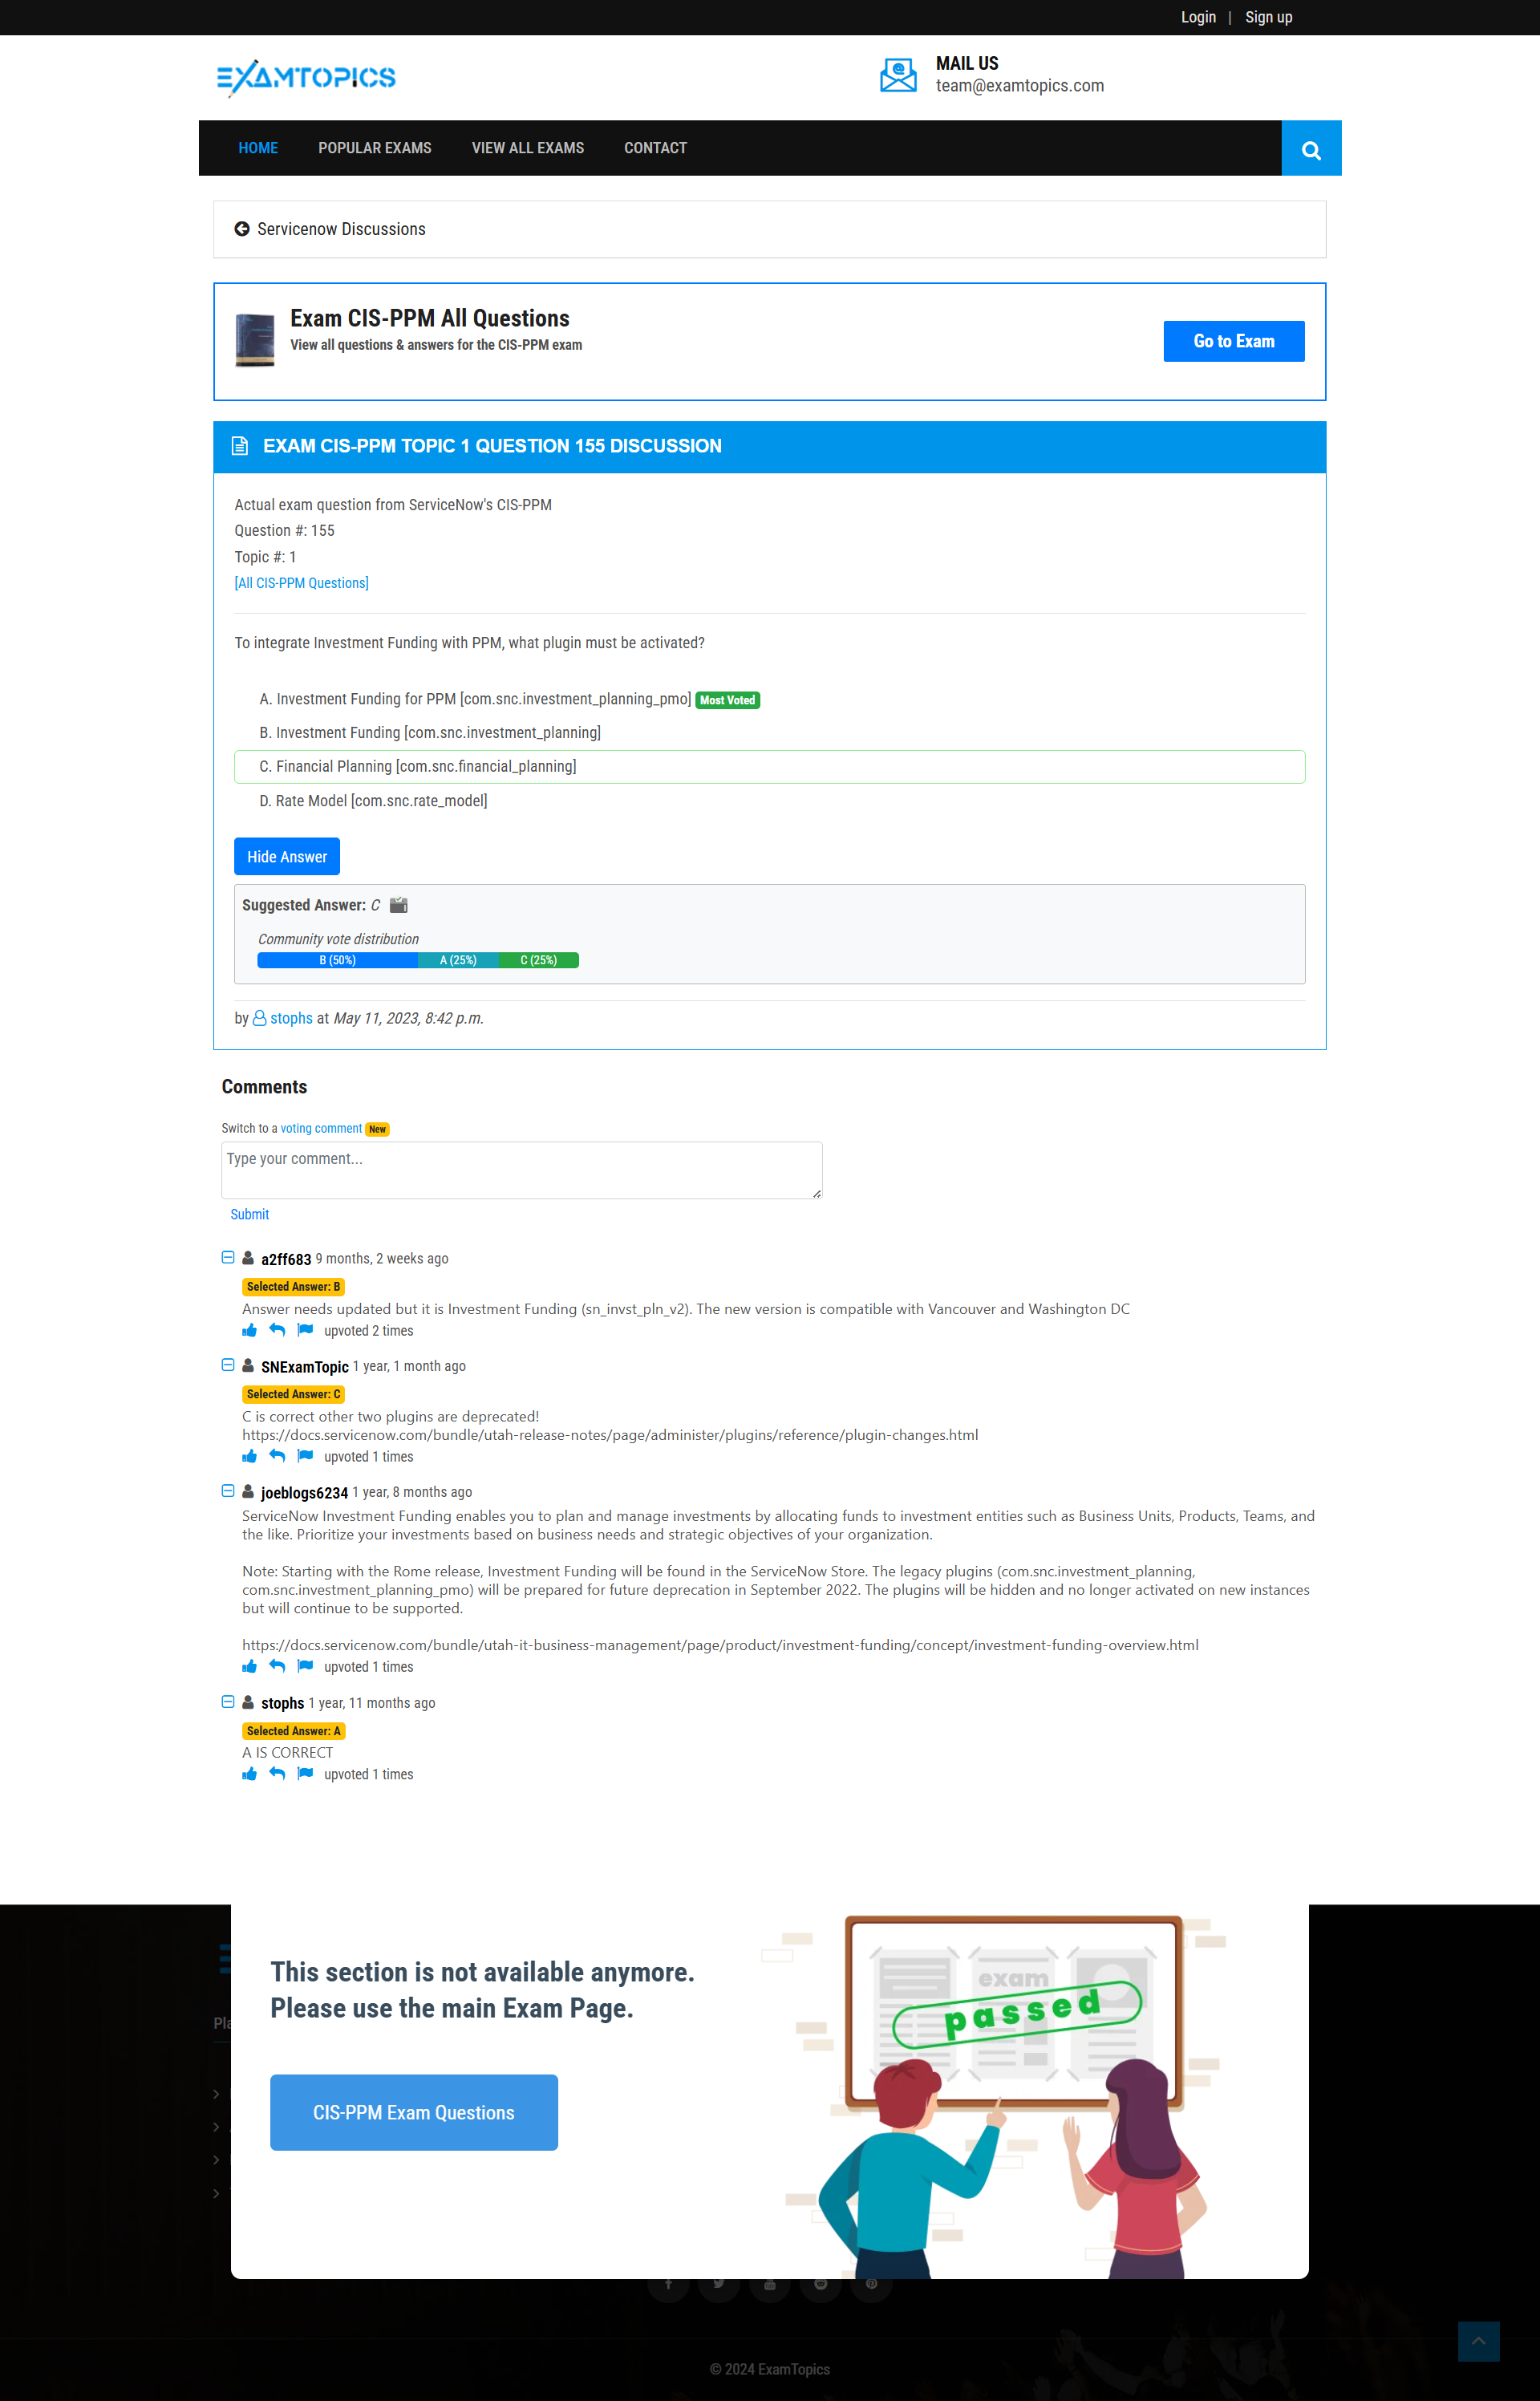 Login | Sign up
EXAMTOPICS
MAIL US
team@examtopics.com
HOME POPULAR EXAMS VIEW ALL EXAMS CONTACT
Servicenow Discussions
Exam CIS-PPM All Questions
View all questions & answers for the CIS-PPM exam
Go to Exam
EXAM CIS-PPM TOPIC 1 QUESTION 155 DISCUSSION
Actual exam question from ServiceNow's CIS-PPM
Question #: 155
Topic #: 1
[All CIS-PPM Questions]
To integrate Investment Funding with PPM, what plugin must be activated?
A. Investment Funding for PPM [com.snc.investment_planning_pmo] Most Voted
B. Investment Funding [com.snc.investment_planning]
C. Financial Planning [com.snc.financial_planning]
D. Rate Model [com.snc.rate_model]
Hide Answer
Suggested Answer: C
Community vote distribution
B (50%) A (25%) C (25%)
by stophs at May 11, 2023, 8:42 p.m.
Comments
Switch to a voting comment New
Type your comment...
Submit
a2ff683 9 months, 2 weeks ago
Selected Answer: B
Answer needs updated but it is Investment Funding (sn_invst_pln_v2). The new version is compatible with Vancouver and Washington DC
upvoted 2 times
SNExamTopic 1 year, 1 month ago
Selected Answer: C
C is correct other two plugins are deprecated!
https://docs.servicenow.com/bundle/utah-release-notes/page/administer/plugins/reference/plugin-changes.html
upvoted 1 times
joeblogs6234 1 year, 8 months ago
ServiceNow Investment Funding enables you to plan and manage investments by allocating funds to investment entities such as Business Units, Products, Teams, and
the like. Prioritize your investments based on business needs and strategic objectives of your organization.
Note: Starting with the Rome release, Investment Funding will be found in the ServiceNow Store. The legacy plugins (com.snc.investment_planning,
com.snc.investment_planning_pmo) will be prepared for future deprecation in September 2022. The plugins will be hidden and no longer activated on new instances
but will continue to be supported.
https://docs.servicenow.com/bundle/utah-it-business-management/page/product/investment-funding/concept/investment-funding-overview.html
upvoted 1 times
stophs 1 year, 11 months ago
Selected Answer: A
A IS CORRECT
upvoted 1 times
This section is not available anymore.
Please use the main Exam Page.
CIS-PPM Exam Questions
exam
passed
© 2024 ExamTopics